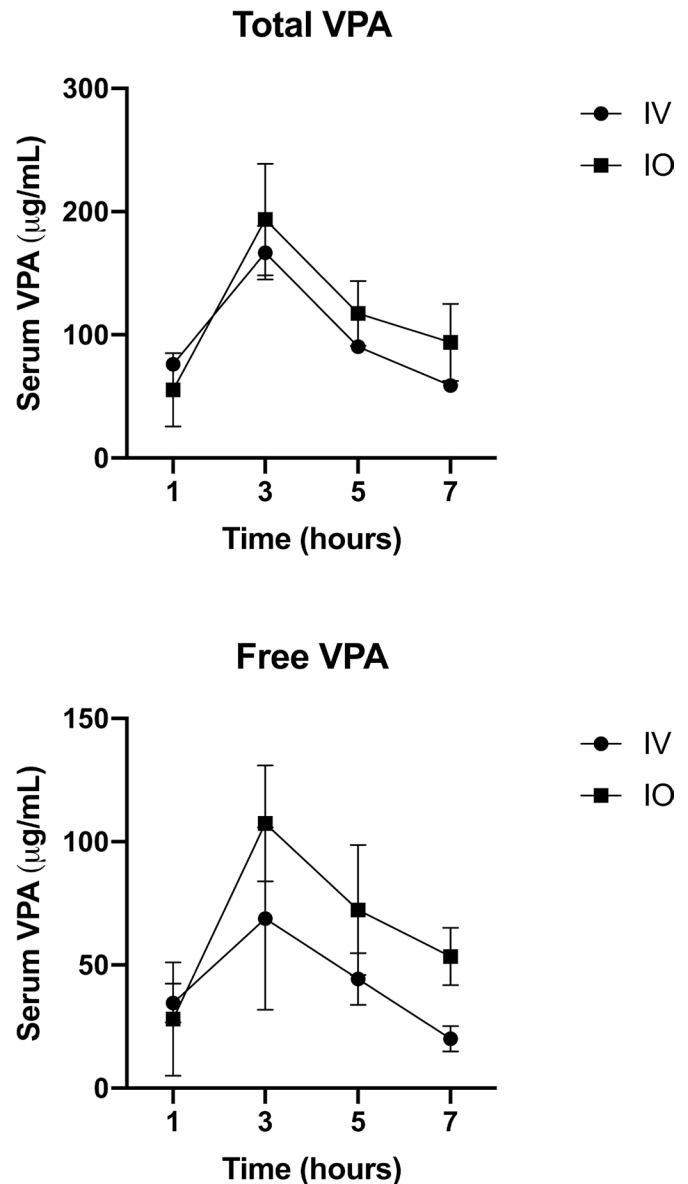 Total VPA
300
200
100
0
Serum VPA (μg/mL)
1 3 5 7
Time (hours)
IV
IO
Free VPA
150
100
50
0
Serum VPA (μg/mL)
1 3 5 7
Time (hours)
IV
IO